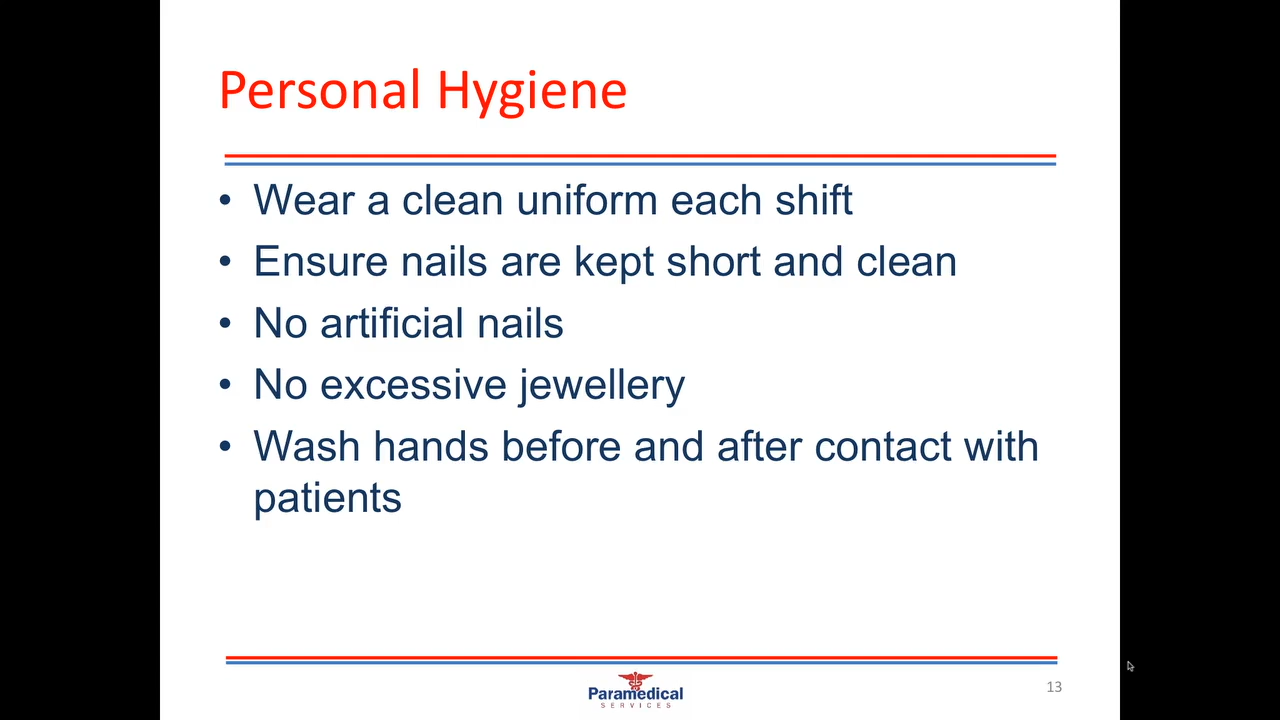 Personal Hygiene
• Wear a clean uniform each shift
• Ensure nails are kept short and clean
• No artificial nails
• No excessive jewellery
• Wash hands before and after contact with
patients
Paramedical
SERVICES
13